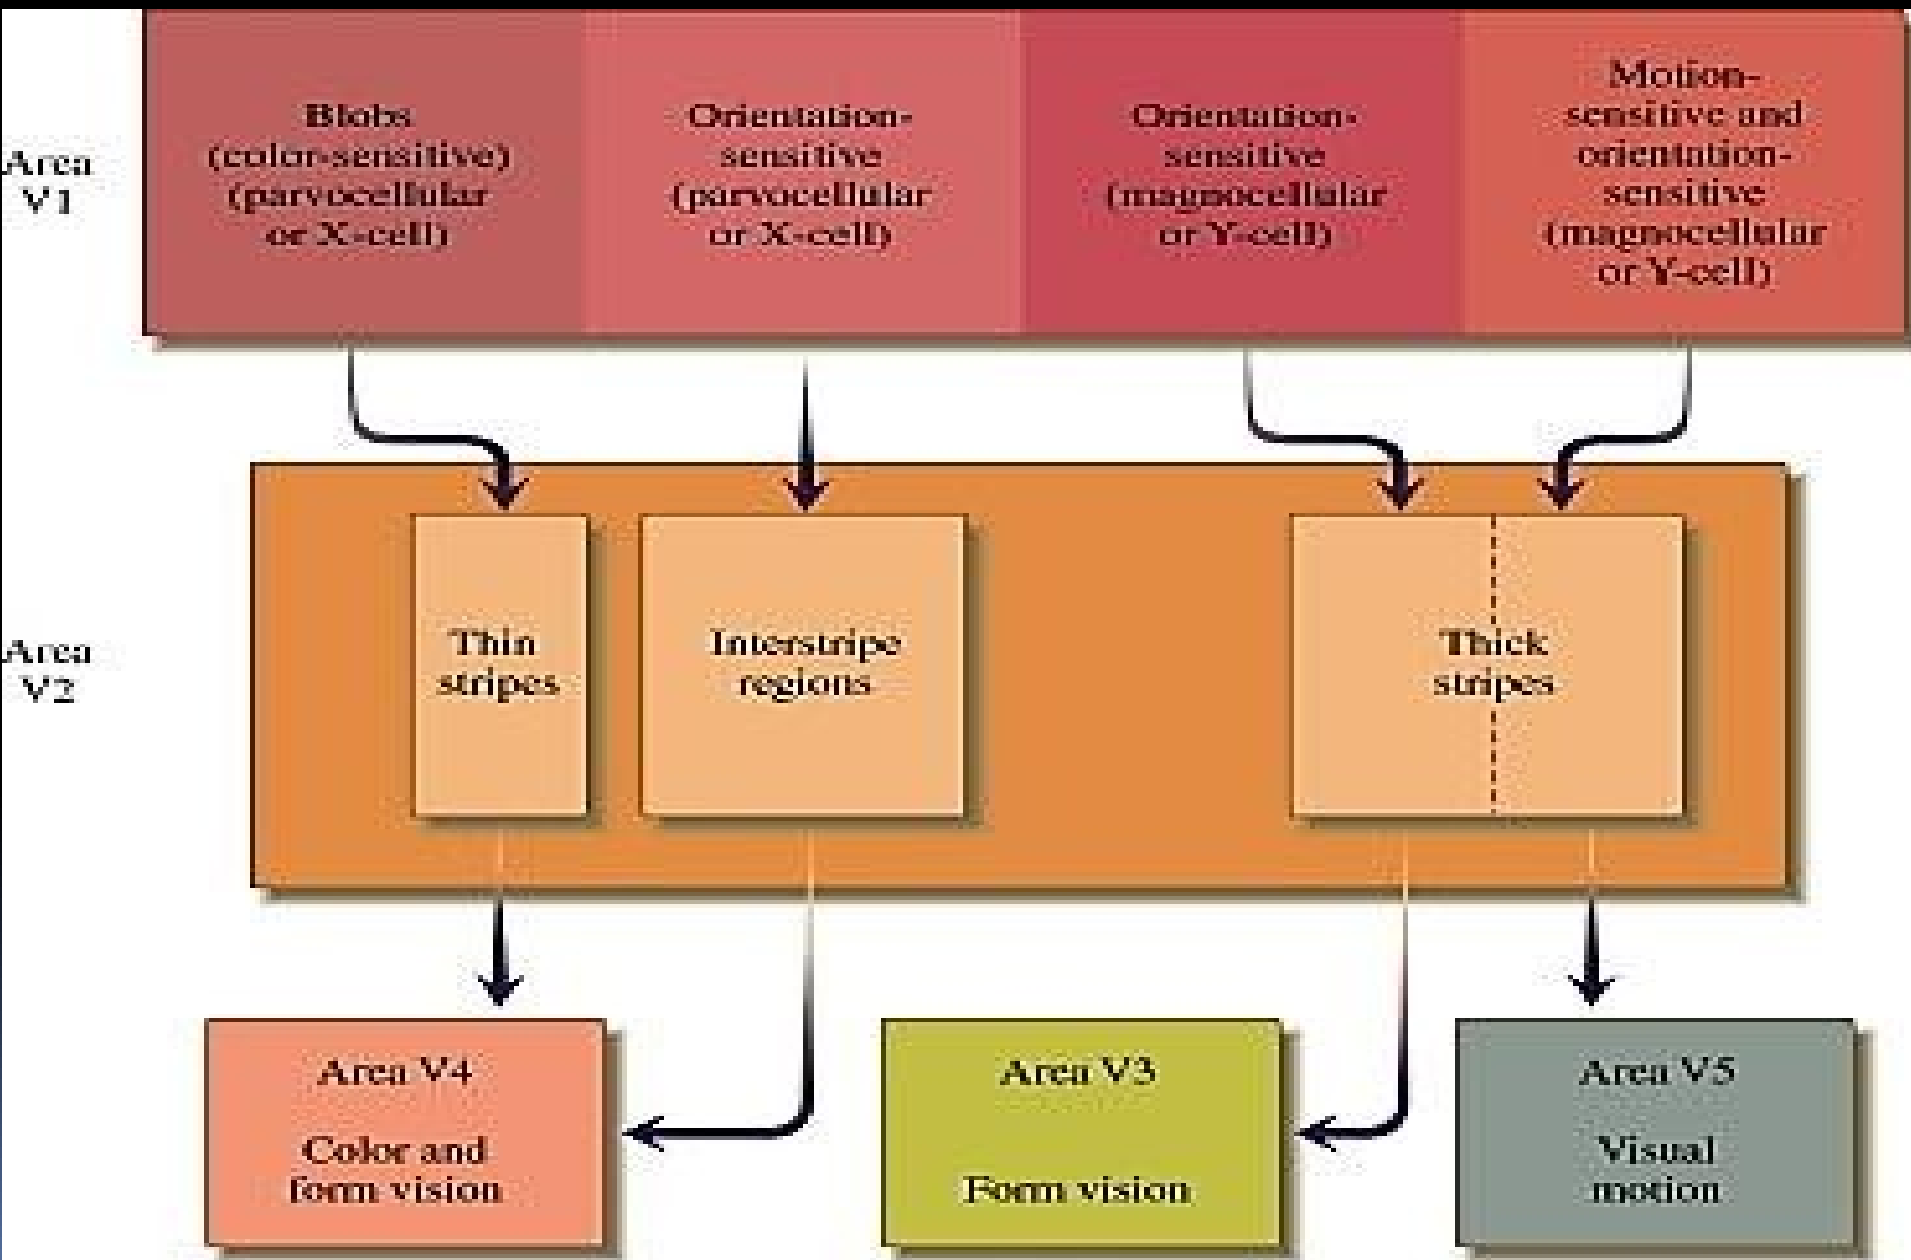 Area
V1
Blobs
(color-sensitive)
(parvocellular
or X-cell)
Orientation-
sensitive
(parvocellular
or X-cell)
Orientation-
sensitive
(magnocellular
or Y-cell)
Motion-
sensitive and
orientation-
sensitive
(magnocellular
or Y-cell)
Area
V2
Thin
stripes
Interstripe
regions
Thick
stripes
Area V4
Color and
form vision
Area V3
Form vision
Area V5
Visual
motion